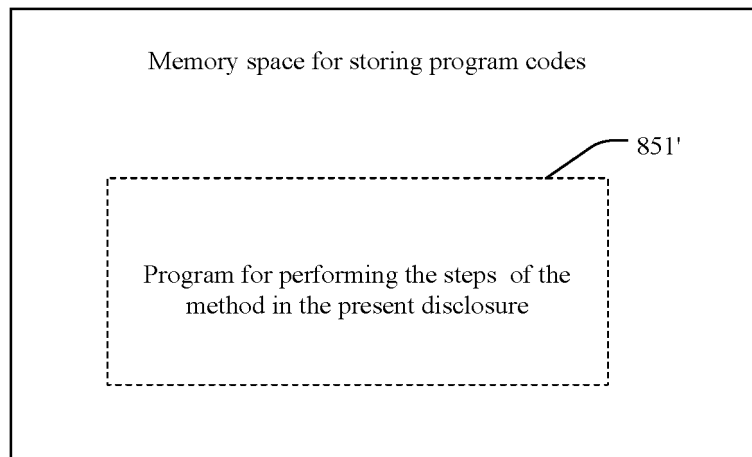 Memory space for storing program codes
851'
Program for performing the steps of the
method in the present disclosure